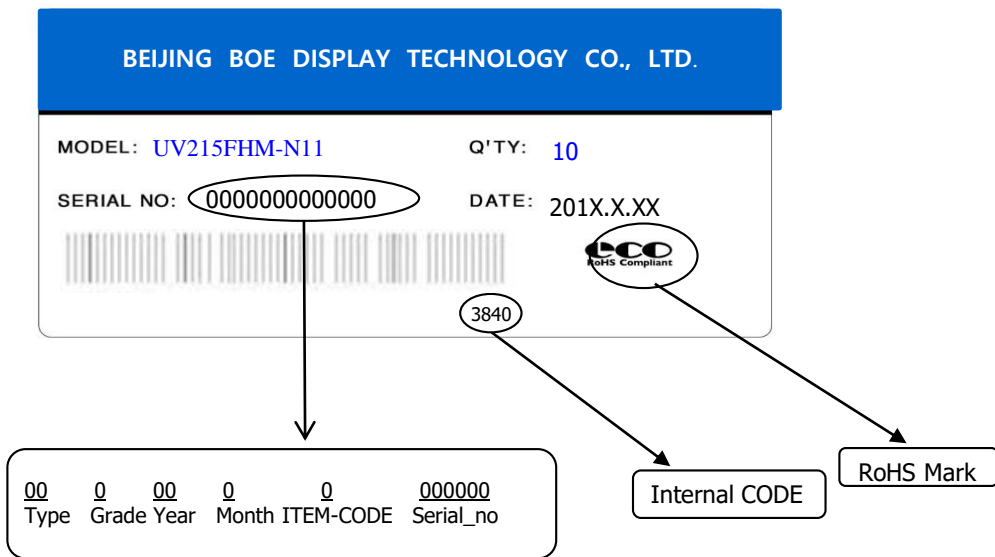 BEIJING BOE DISPLAY TECHNOLOGY CO., LTD.
MODEL: UV215FHM-N11 Q'TY: 10
SERIAL NO: 0000000000000 DATE: 201X.X.XX
eco
RoHS Compliant
3840
00 0 00 0 0 000000
Type Grade Year Month ITEM-CODE Serial_no
Internal CODE
RoHS Mark